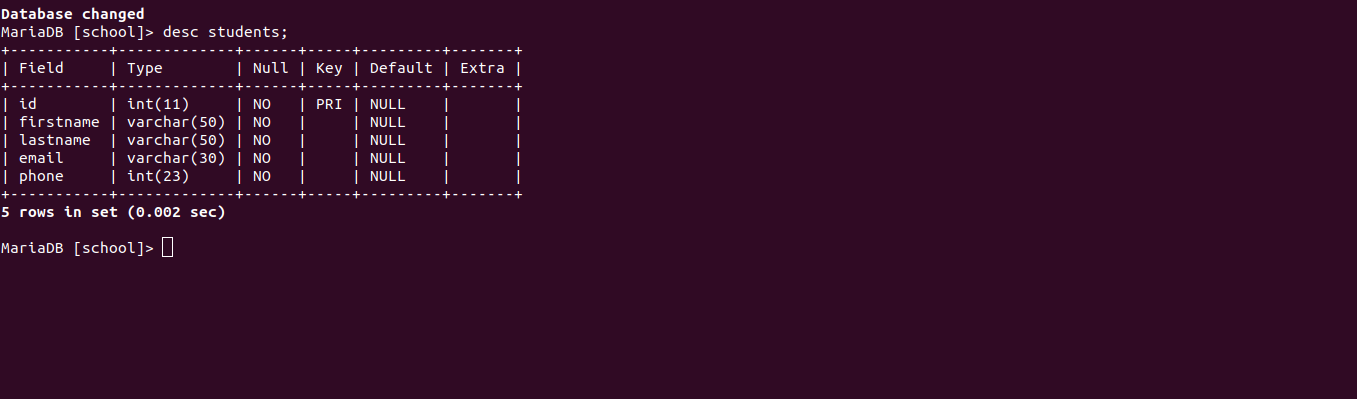 Database changed
MariaDB [school]> desc students;
+-----------+-------------+------+-----+---------+-------+
| Field     | Type        | Null | Key | Default | Extra |
+-----------+-------------+------+-----+---------+-------+
| id        | int(11)     | NO   | PRI | NULL    |       |
| firstname | varchar(50) | NO   |     | NULL    |       |
| lastname  | varchar(50) | NO   |     | NULL    |       |
| email     | varchar(30) | NO   |     | NULL    |       |
| phone     | int(23)     | NO   |     | NULL    |       |
+-----------+-------------+------+-----+---------+-------+
5 rows in set (0.002 sec)
MariaDB [school]>